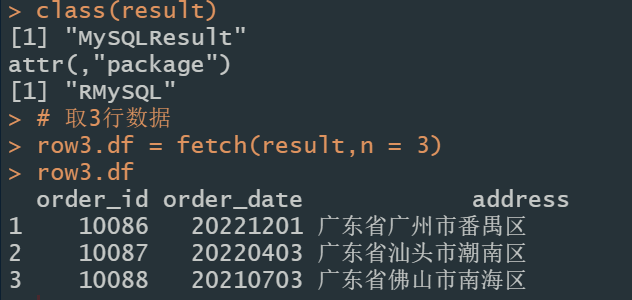 > class(result)
[1] "MySQLResult"
attr(,"package")
[1] "RMySQL"
> # 取3行数据
> row3.df = fetch(result,n = 3)
> row3.df
  order_id order_date            address
1    10086   20221201 广东省广州市番禺区
2    10087   20220403 广东省汕头市潮南区
3    10088   20210703 广东省佛山市南海区